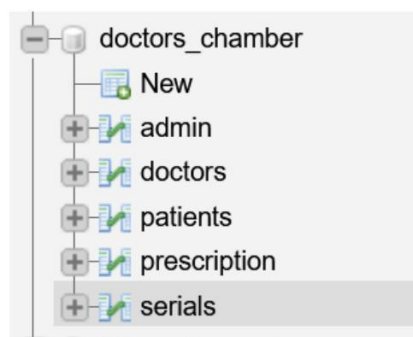 doctors_chamber
New
admin
doctors
patients
prescription
serials